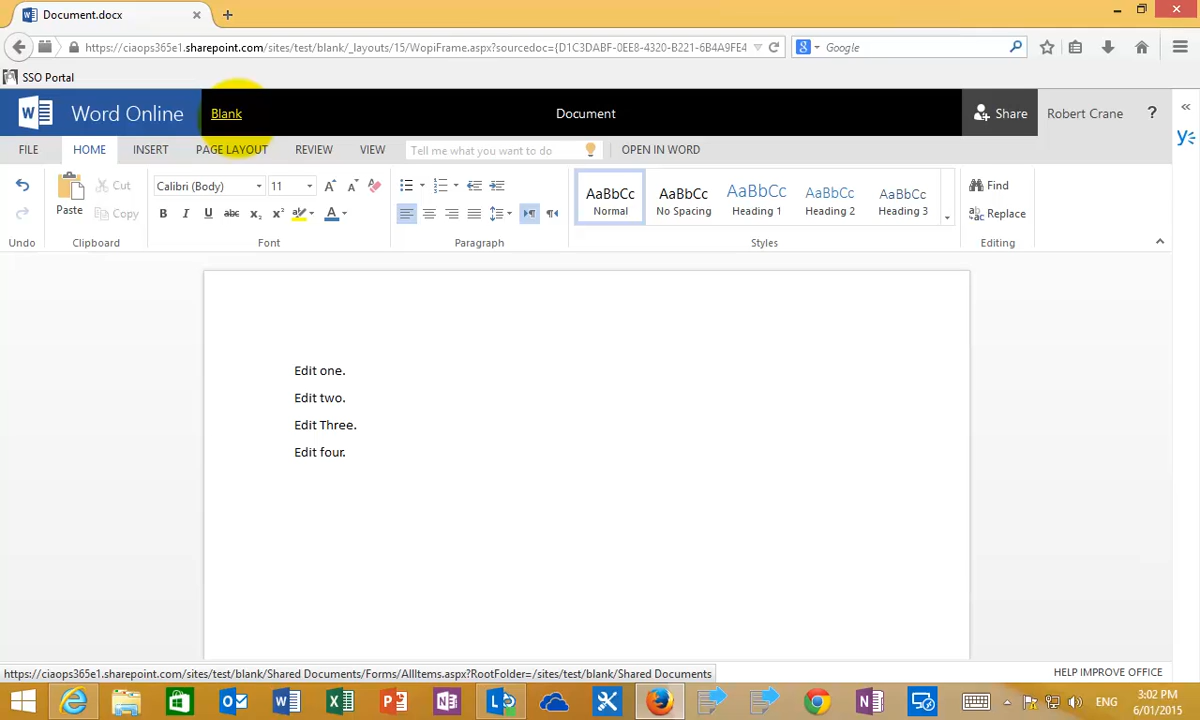 Document.docx
https://ciaops365e1.sharepoint.com/sites/test/blank/_layouts/15/WopiFrame.aspx?sourcedoc={D1C3DABF-0EE8-4320-B221-6B4A9FE4
Google
SSO Portal
Word Online
Blank
Document
Share
Robert Crane
?
FILE
HOME
INSERT
PAGE LAYOUT
REVIEW
VIEW
Tell me what you want to do
OPEN IN WORD
Undo
Paste
Cut
Copy
Clipboard
Calibri (Body)
11
B I U abc x₂ x²
Font
Paragraph
AaBbCc
Normal
AaBbCc
No Spacing
AaBbCc
Heading 1
AaBbCc
Heading 2
AaBbCc
Heading 3
Styles
Find
Replace
Editing
Edit one.
Edit two.
Edit Three.
Edit four.
https://ciaops365e1.sharepoint.com/sites/test/blank/Shared Documents/Forms/AllItems.aspx?RootFolder=/sites/test/blank/Shared Documents
HELP IMPROVE OFFICE
ENG
3:02 PM
6/01/2015